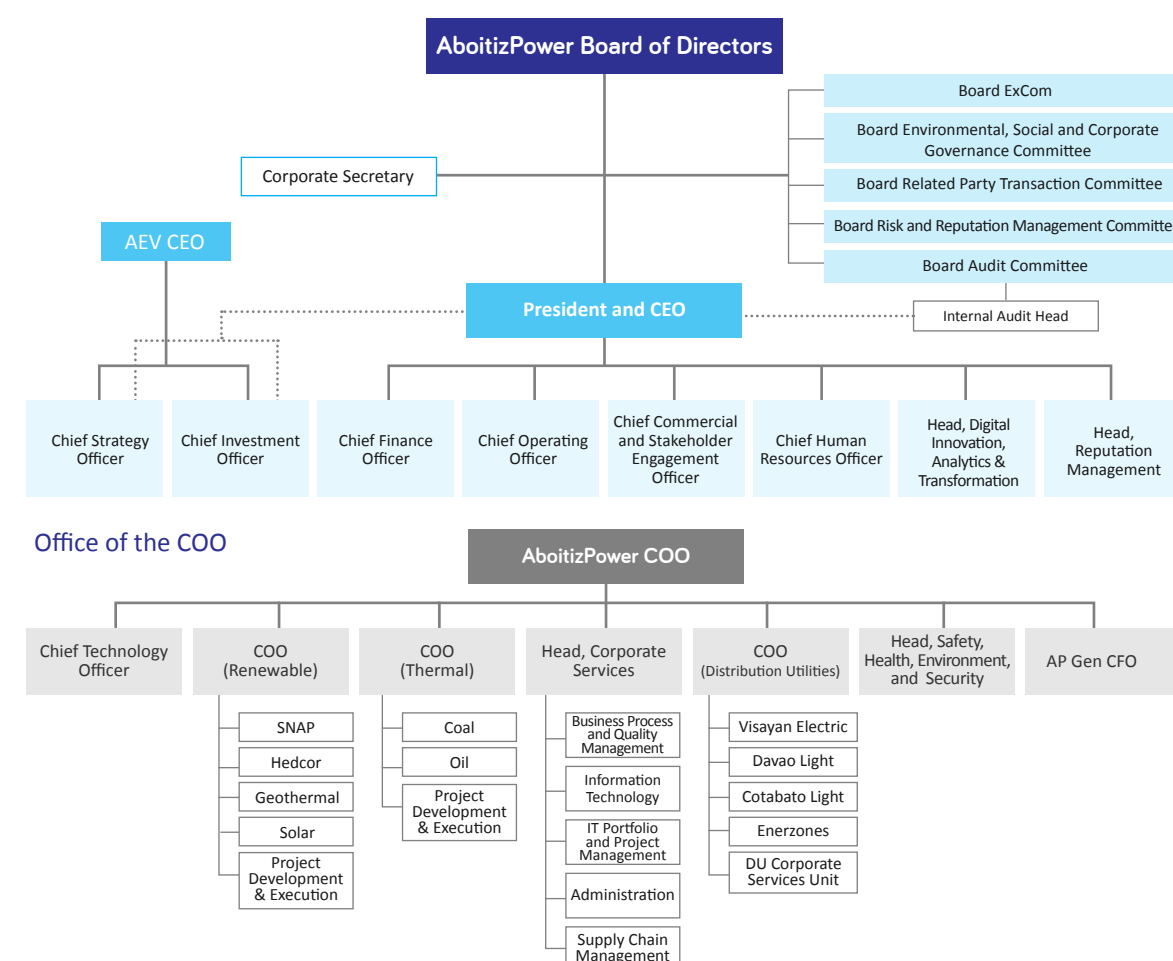 AboitizPower Board of Directors
Board ExCom
Board Environmental, Social and Corporate
Governance Committee
Corporate Secretary
Board Related Party Transaction Committee
Board Risk and Reputation Management Committe
AEV CEO
Board Audit Committee
President and CEO
Internal Audit Head
Chief Strategy
Officer
Chief Investment
Officer
Chief Finance
Officer
Chief Operating
Officer
Chief Commercial
and Stakeholder
Engagement
Officer
Chief Human
Resources Officer
Head, Digital
Innovation,
Analytics &
Transformation
Head,
Reputation
Management
Office of the COO
AboitizPower COO
Chief Technology
Officer
COO
(Renewable)
COO
(Thermal)
Head, Corporate
Services
COO
(Distribution Utilities)
Head, Safety,
Health, Environment,
and Security
AP Gen CFO
SNAP
Hedcor
Geothermal
Solar
Project
Development
& Execution
Coal
Oil
Project
Development
& Execution
Business Process
and Quality
Management
Information
Technology
IT Portfolio
and Project
Management
Administration
Supply Chain
Management
Visayan Electric
Davao Light
Cotabato Light
Enerzones
DU Corporate
Services Unit